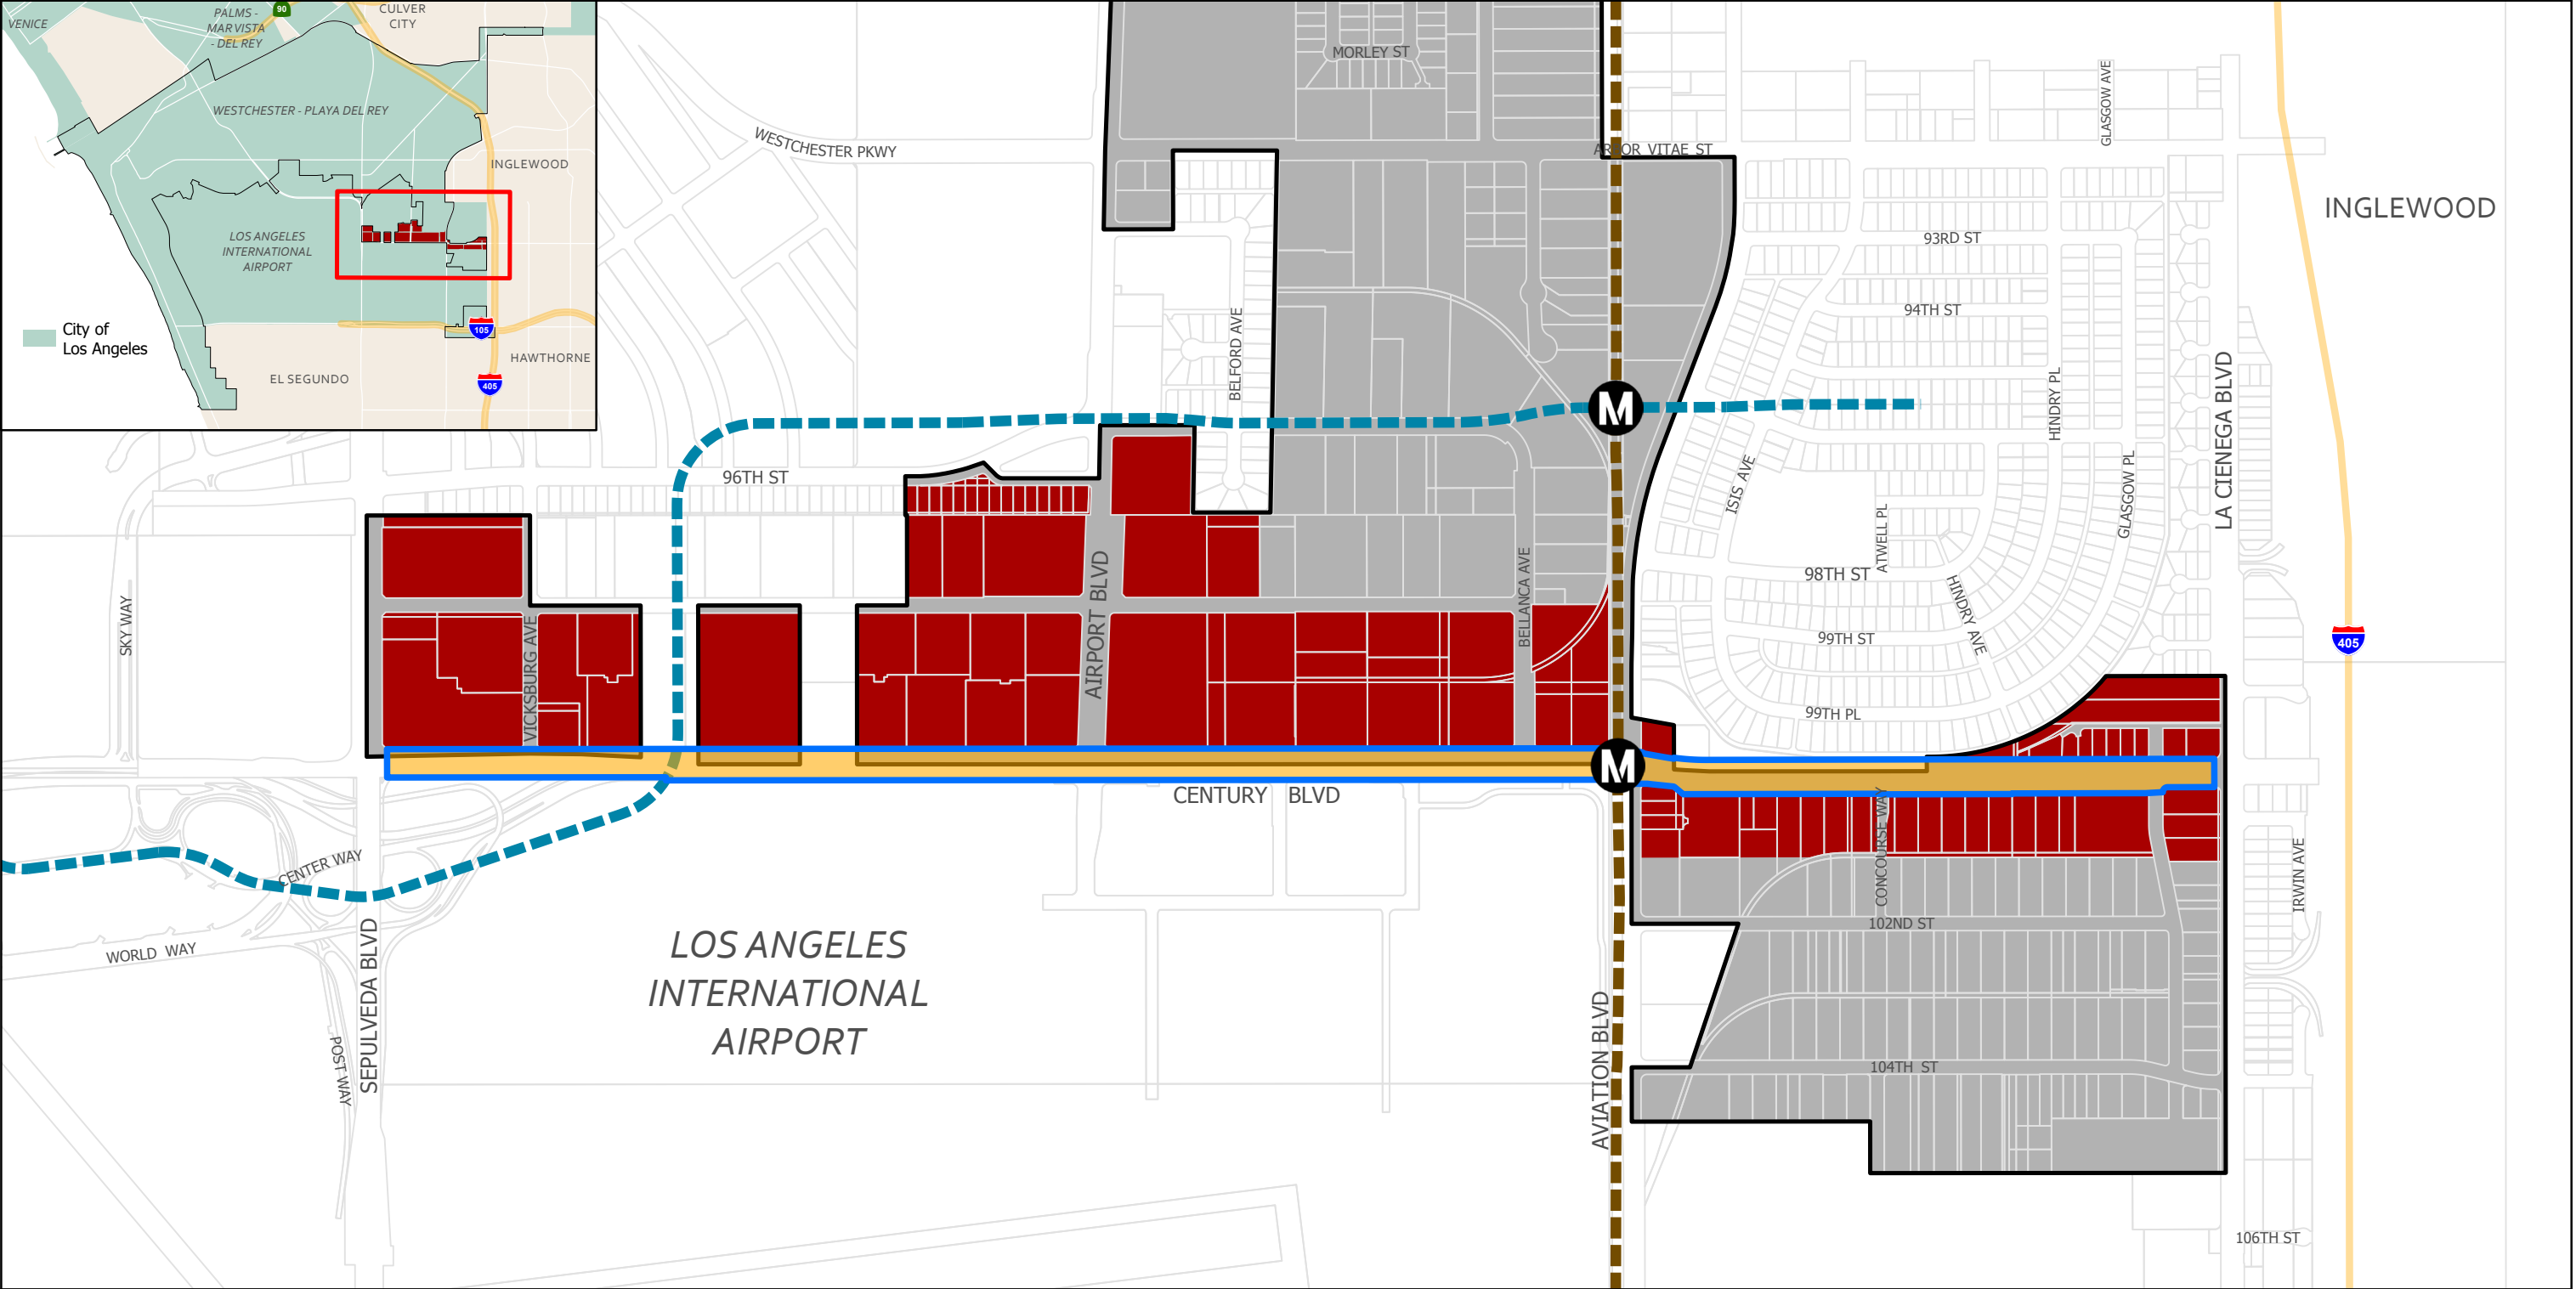 VENICE
PALMS -
MAR VISTA
- DEL REY
90
CULVER
CITY
WESTCHESTER - PLAYA DEL REY
INGLEWOOD
LOS ANGELES
INTERNATIONAL
AIRPORT
City of
Los Angeles
105
HAWTHORNE
EL SEGUNDO
405
MORLEY ST
WESTCHESTER PKWY
ARBOR VITAE ST
GLASGOW AVE
INGLEWOOD
93RD ST
94TH ST
BELFORD AVE
HINDRY PL
LA CIENEGA BLVD
M
96TH ST
ISIS AVE
GLASGOW PL
ATWELL PL
98TH ST
HINDRY AVE
SKY WAY
VICKSBURG AVE
AIRPORT BLVD
BELLANCA AVE
99TH ST
405
99TH PL
M
CENTURY BLVD
CONCOURSE WAY
CENTER WAY
IRWIN AVE
WORLD WAY
SEPULVEDA BLVD
LOS ANGELES
INTERNATIONAL
AIRPORT
102ND ST
POST WAY
AVIATION BLVD
104TH ST
106TH ST